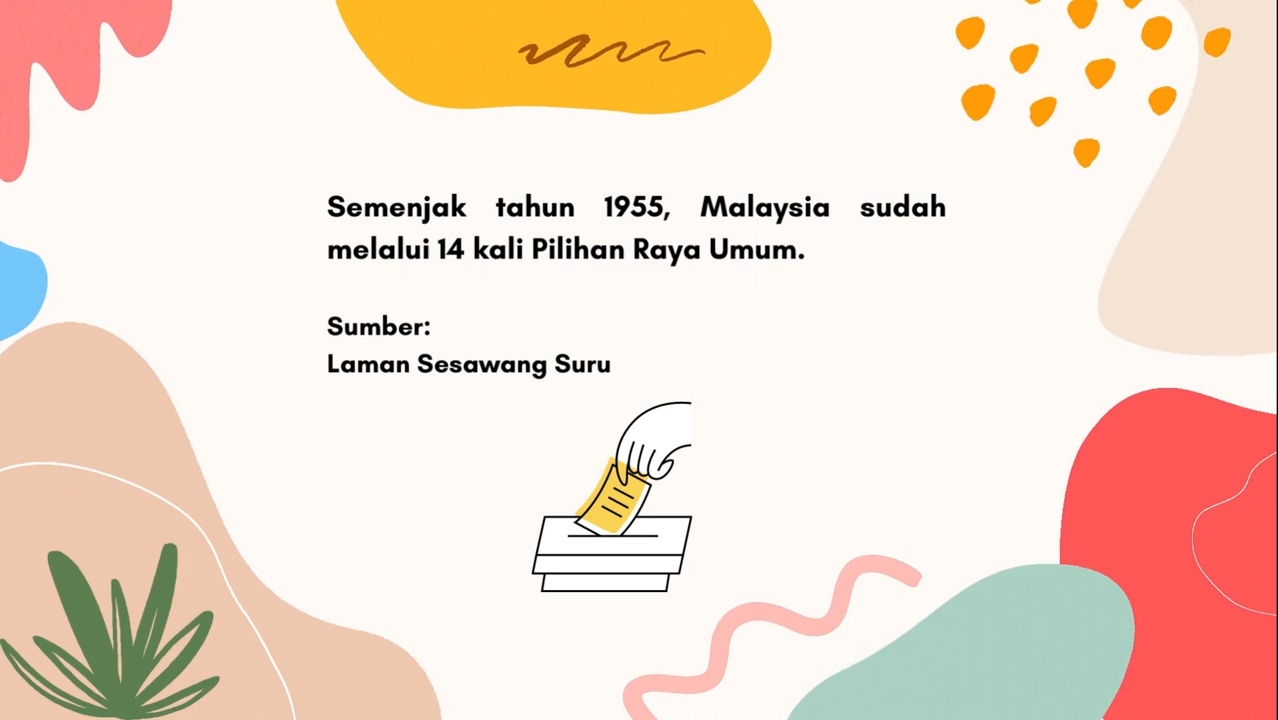 Semenjak tahun 1955, Malaysia sudah
melalui 14 kali Pilihan Raya Umum.
Sumber:
Laman Sesawang Suru